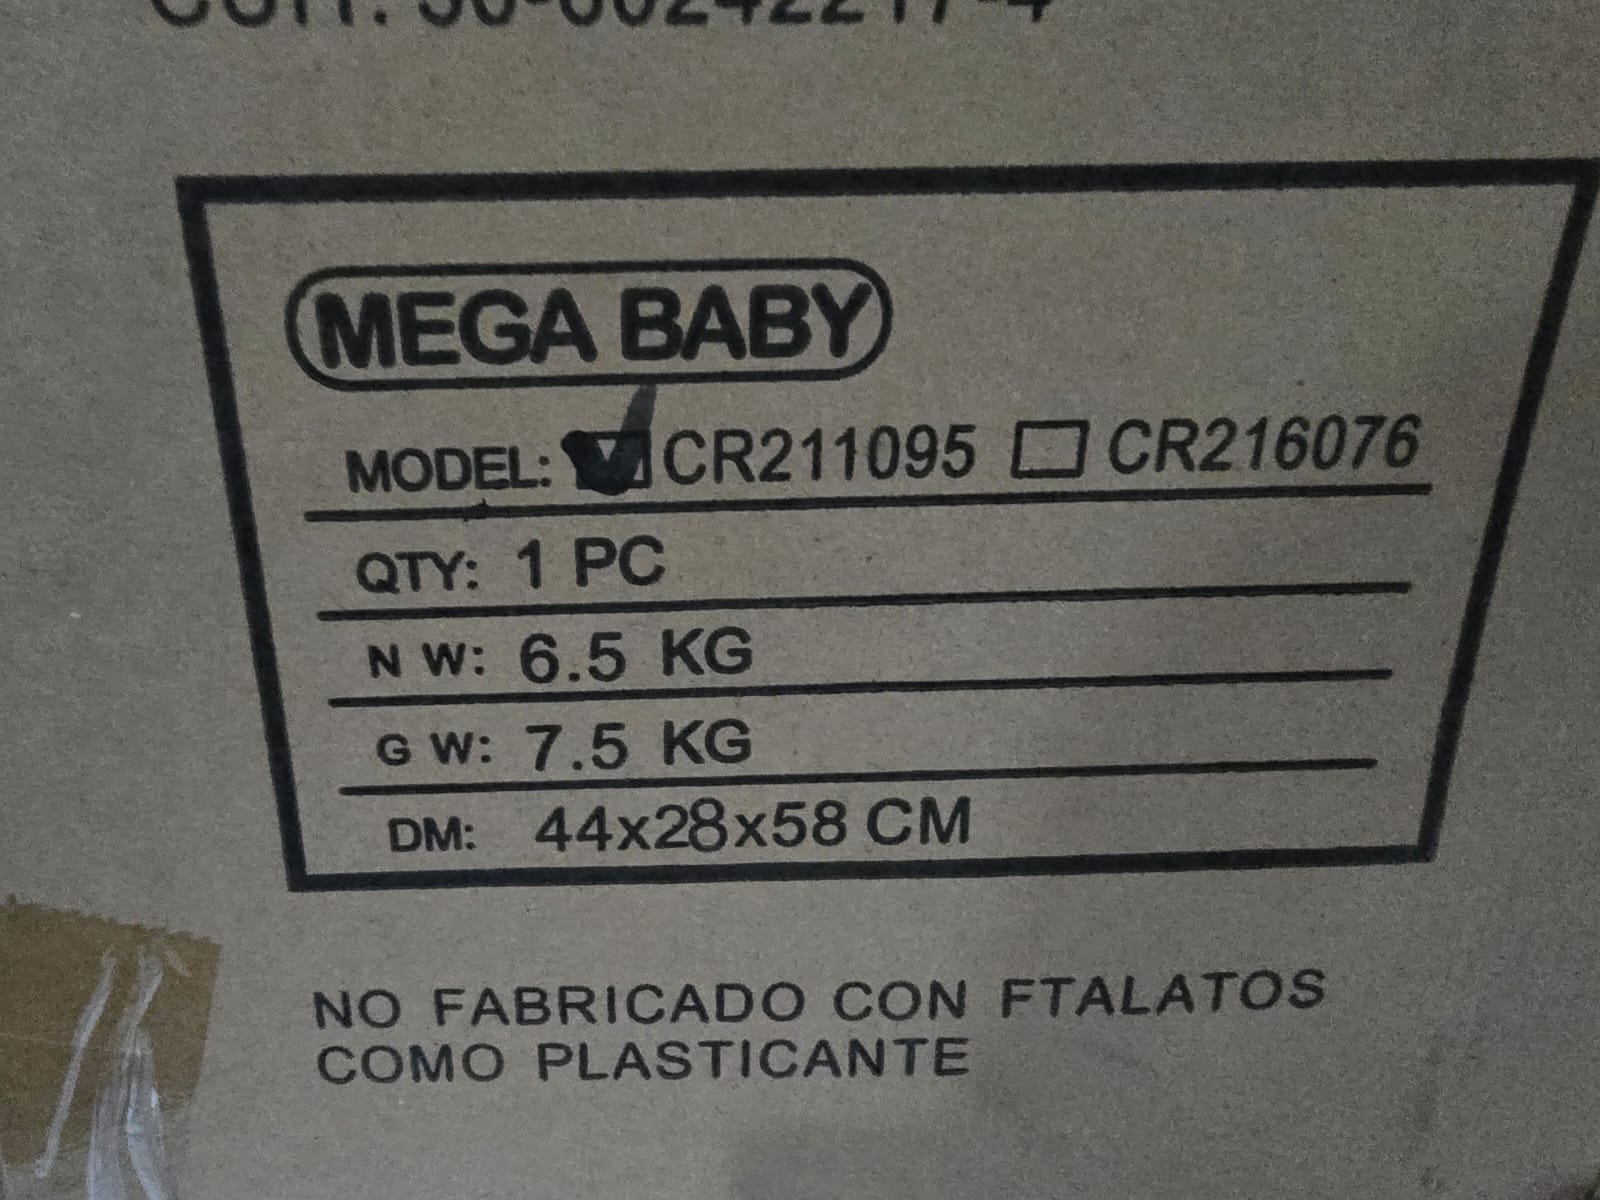 MEGA BABY
MODEL: CR211095 CR216076
QTY: 1 PC
N W: 6.5 KG
G W: 7.5 KG
DM: 44x28x58 CM
NO FABRICADO CON FTALATOS
COMO PLASTICANTE